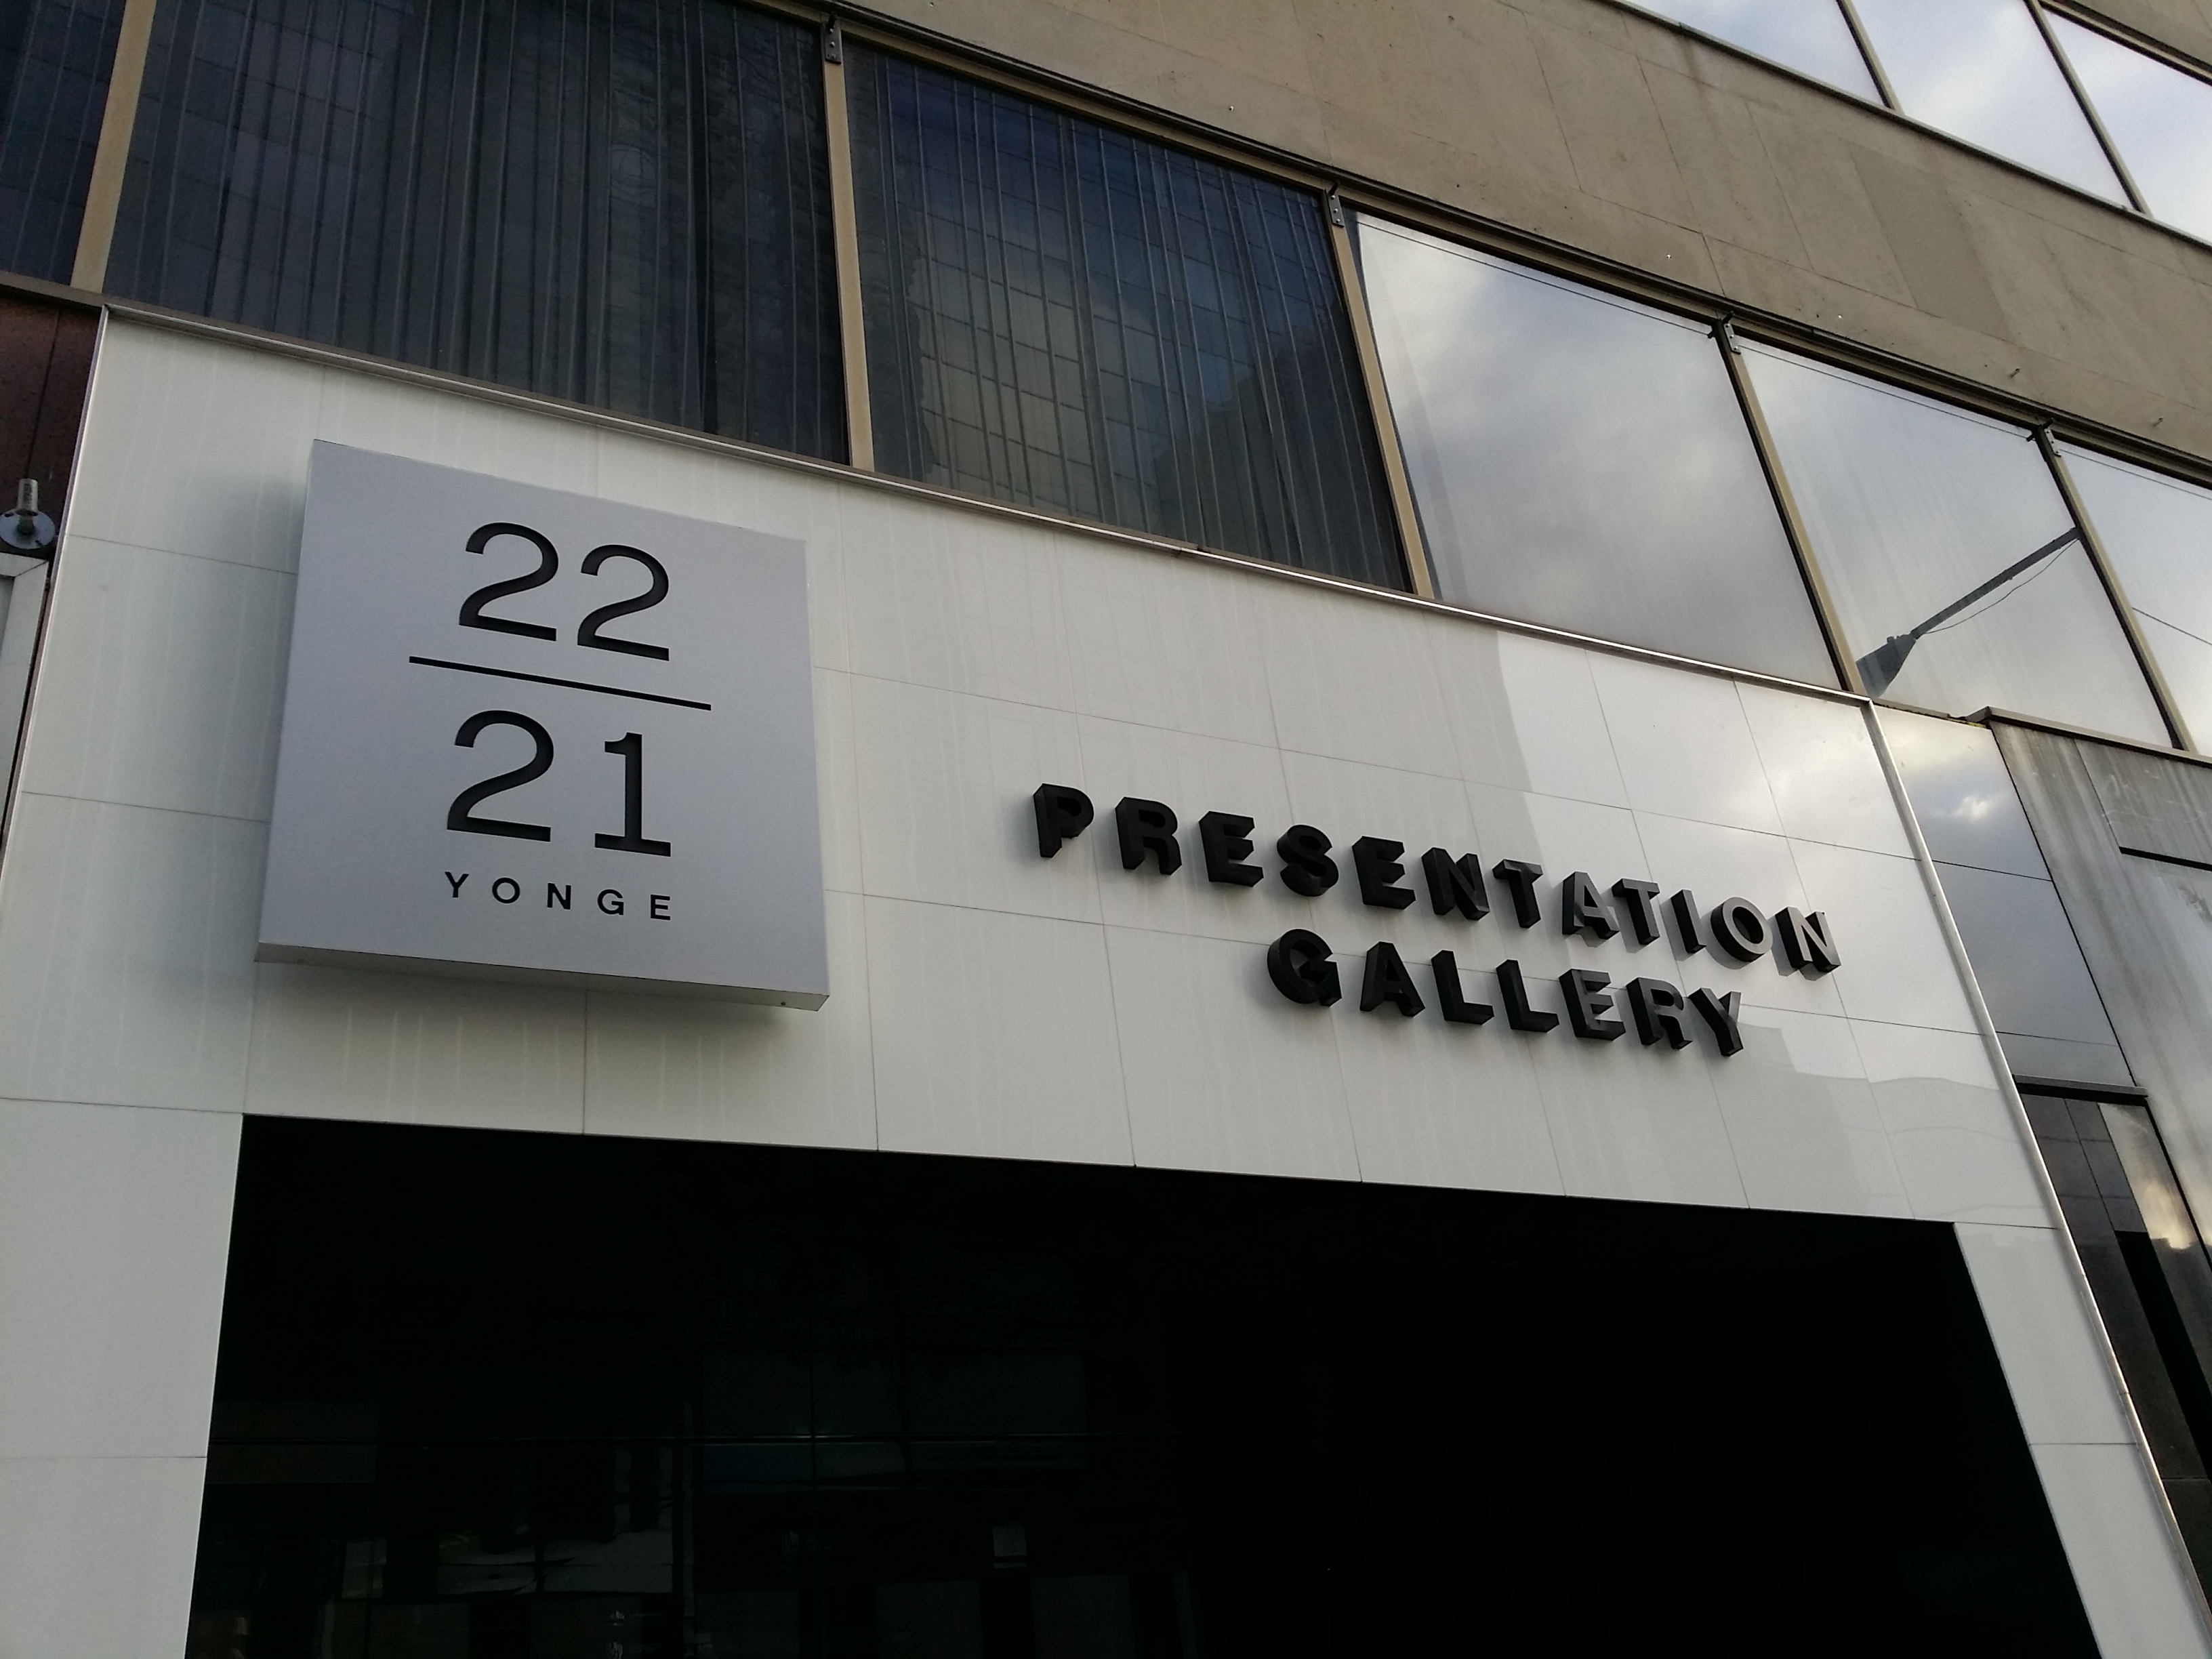 22
21
YONGE
PRESENTATION
GALLERY